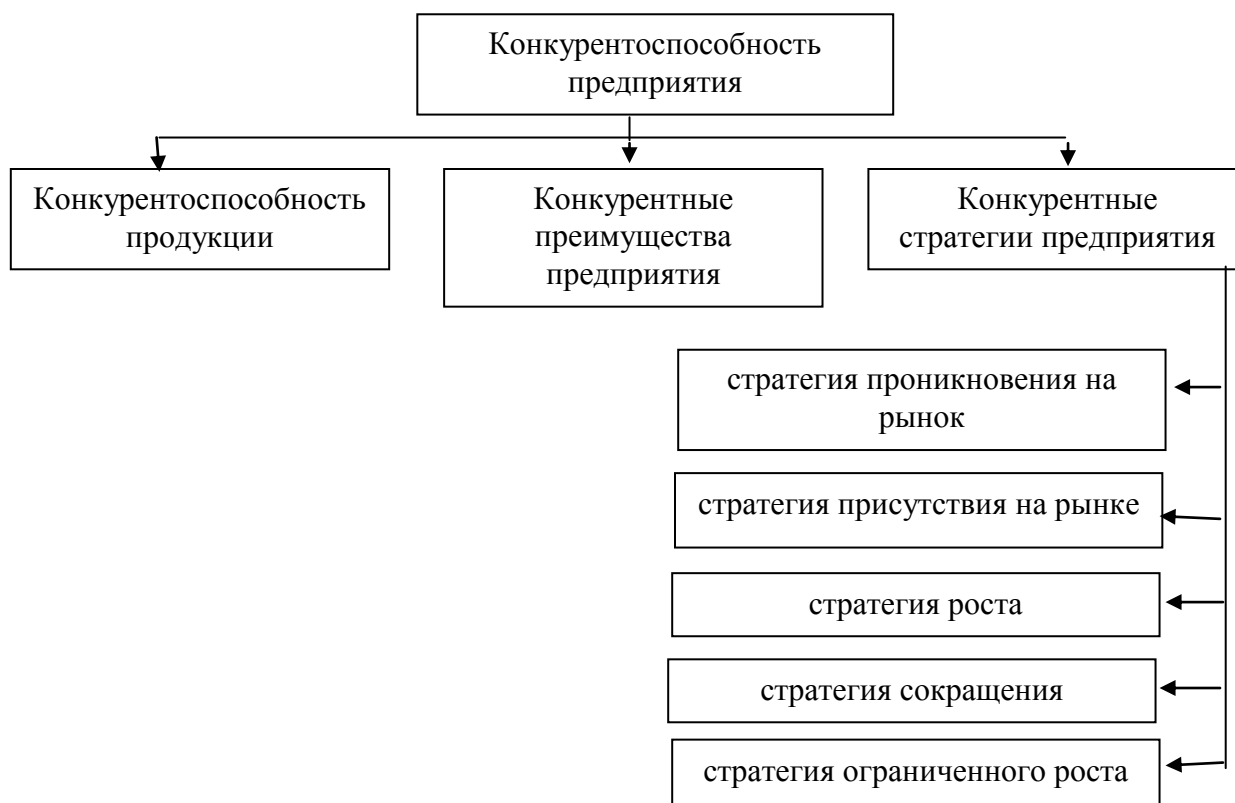 Конкурентоспособность
предприятия
Конкурентоспособность
продукции
Конкурентные
преимущества
предприятия
Конкурентные
стратегии предприятия
стратегия проникновения на
рынок
стратегия присутствия на рынке
стратегия роста
стратегия сокращения
стратегия ограниченного роста